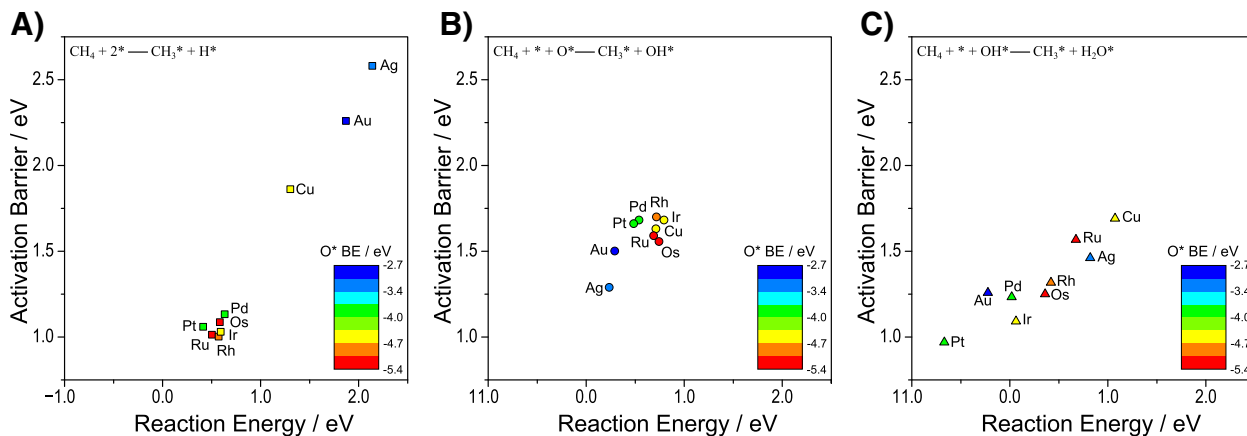 A)
CH₄ + 2* — CH₃* + H*
Activation Barrier / eV
2.5
2.0
1.5
1.0
Ag
Au
Cu
Pd
Pt
Os
Ir
Ru
Rh
O* BE / eV
-2.7
-3.4
-4.0
-4.7
-5.4
−1.0
0.0
1.0
2.0
Reaction Energy / eV
B)
CH₄ + * + O* — CH₃* + OH*
Activation Barrier / eV
2.5
2.0
1.5
1.0
Pd
Rh
Pt
Ir
Cu
Ru
Os
Au
Ag
O* BE / eV
-2.7
-3.4
-4.0
-4.7
-5.4
11.0
0.0
1.0
2.0
Reaction Energy / eV
C)
CH₄ + * + OH* — CH₃* + H₂O*
Activation Barrier / eV
2.5
2.0
1.5
1.0
Cu
Ru
Ag
Rh
Pd
Au
Os
Ir
Pt
O* BE / eV
-2.7
-3.4
-4.0
-4.7
-5.4
11.0
0.0
1.0
2.0
Reaction Energy / eV